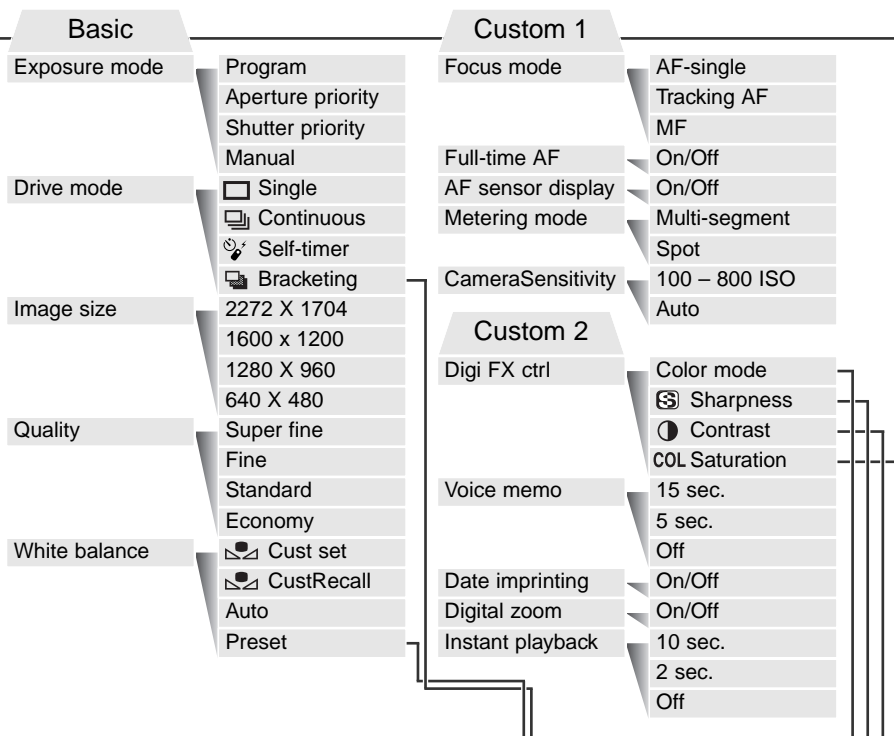 Basic
Exposure mode Program
Aperture priority
Shutter priority
Manual
Drive mode Single
Continuous
Self-timer
Bracketing
Image size 2272 X 1704
1600 x 1200
1280 X 960
640 X 480
Quality Super fine
Fine
Standard
Economy
White balance Cust set
CustRecall
Auto
Preset
Custom 1
Focus mode AF-single
Tracking AF
MF
Full-time AF On/Off
AF sensor display On/Off
Metering mode Multi-segment
Spot
CameraSensitivity 100 – 800 ISO
Auto
Custom 2
Digi FX ctrl Color mode
S Sharpness
Contrast
COL Saturation
Voice memo 15 sec.
5 sec.
Off
Date imprinting On/Off
Digital zoom On/Off
Instant playback 10 sec.
2 sec.
Off